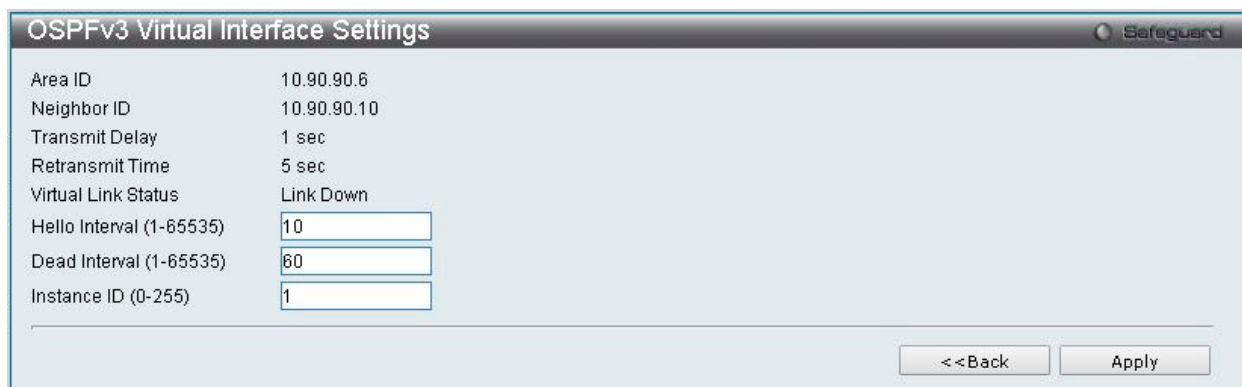 OSPFv3 Virtual Interface Settings
Safeguard
Area ID 10.90.90.6
Neighbor ID 10.90.90.10
Transmit Delay 1 sec
Retransmit Time 5 sec
Virtual Link Status Link Down
Hello Interval (1-65535) 10
Dead Interval (1-65535) 60
Instance ID (0-255) 1
<<Back Apply